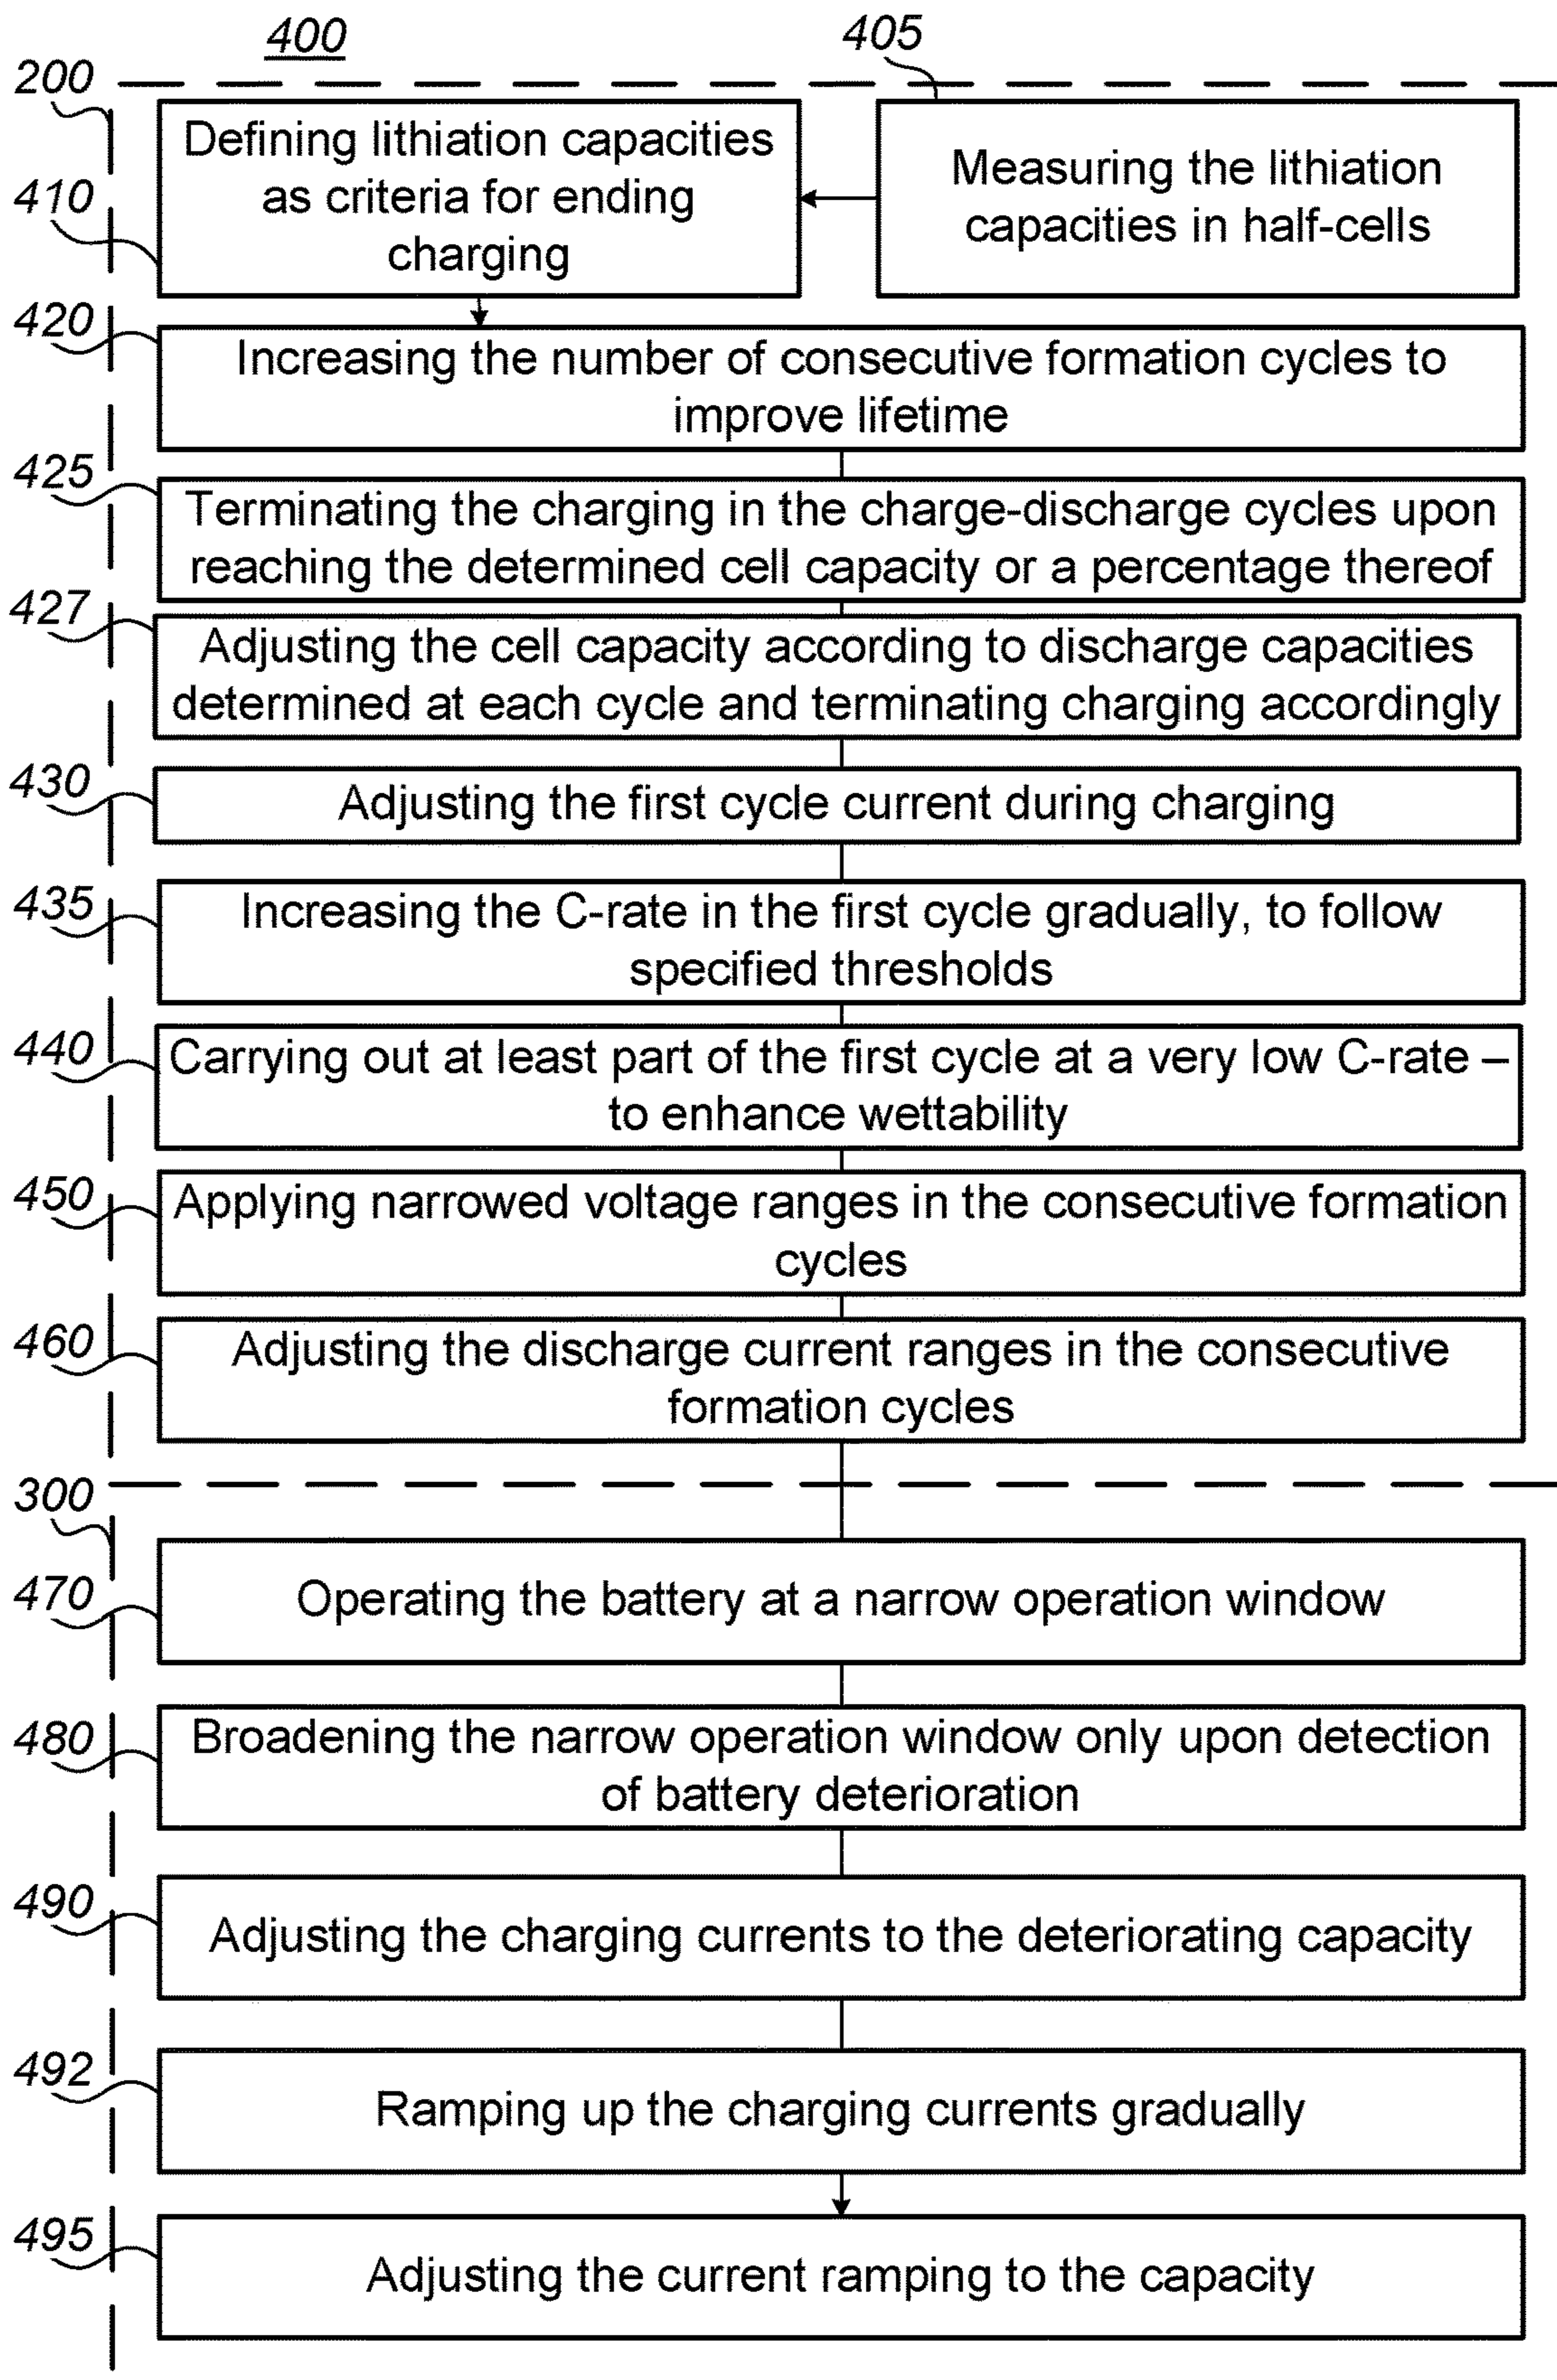 400
405
200
Defining lithiation capacities
as criteria for ending
charging
410
Measuring the lithiation
capacities in half-cells
420
Increasing the number of consecutive formation cycles to
improve lifetime
425
Terminating the charging in the charge-discharge cycles upon
reaching the determined cell capacity or a percentage thereof
427
Adjusting the cell capacity according to discharge capacities
determined at each cycle and terminating charging accordingly
430
Adjusting the first cycle current during charging
435
Increasing the C-rate in the first cycle gradually, to follow
specified thresholds
440
Carrying out at least part of the first cycle at a very low C-rate –
to enhance wettability
450
Applying narrowed voltage ranges in the consecutive formation
cycles
460
Adjusting the discharge current ranges in the consecutive
formation cycles
300
470
Operating the battery at a narrow operation window
480
Broadening the narrow operation window only upon detection
of battery deterioration
490
Adjusting the charging currents to the deteriorating capacity
492
Ramping up the charging currents gradually
495
Adjusting the current ramping to the capacity